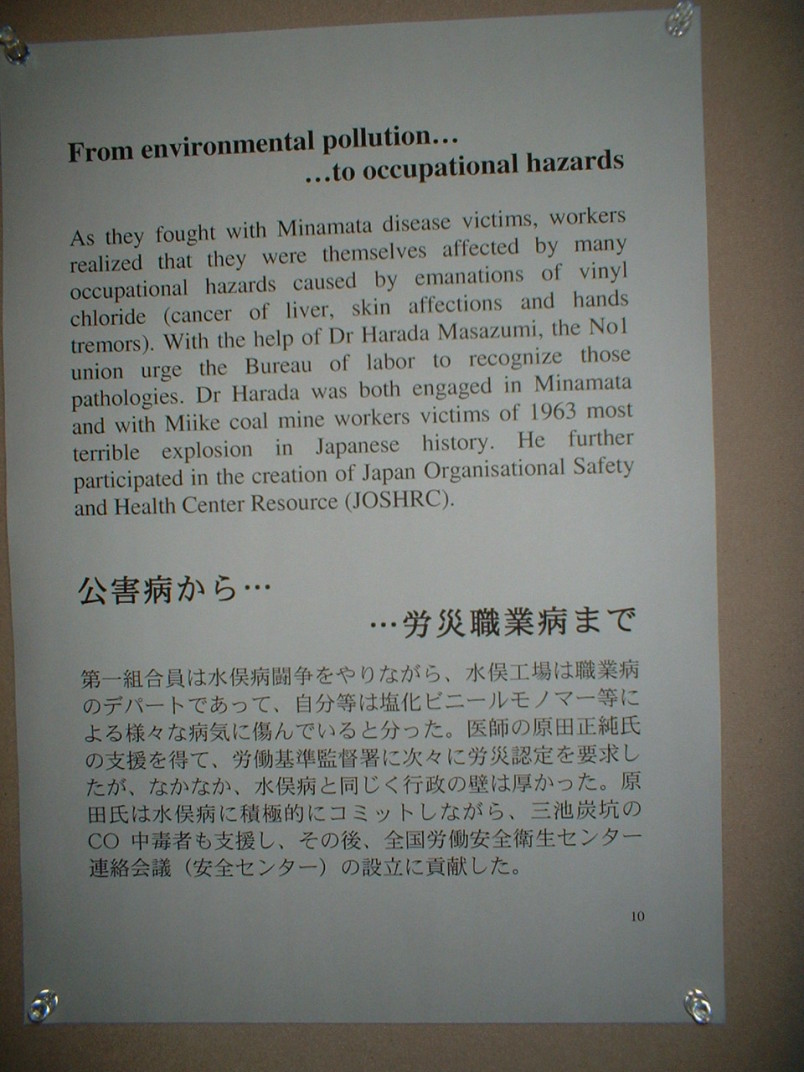 From environmental pollution…
…to occupational hazards
As they fought with Minamata disease victims, workers
realized that they were themselves affected by many
occupational hazards caused by emanations of vinyl
chloride (cancer of liver, skin affections and hands
tremors). With the help of Dr Harada Masazumi, the No1
union urge the Bureau of labor to recognize those
pathologies. Dr Harada was both engaged in Minamata
and with Miike coal mine workers victims of 1963 most
terrible explosion in Japanese history. He further
participated in the creation of Japan Organisational Safety
and Health Center Resource (JOSHRC).
公害病から…
…労災職業病まで
第一組合員は水俣病闘争をやりながら、水俣工場は職業病
のデパートであって、自分等は塩化ビニールモノマー等に
よる様々な病気に傷んでいると分った。医師の原田正純氏
の支援を得て、労働基準監督署に次々に労災認定を要求し
たが、なかなか、水俣病と同じく行政の壁は厚かった。原
田氏は水俣病に積極的にコミットしながら、三池炭坑の
CO 中毒者も支援し、その後、全国労働安全衛生センター
連絡会議（安全センター）の設立に貢献した。
10